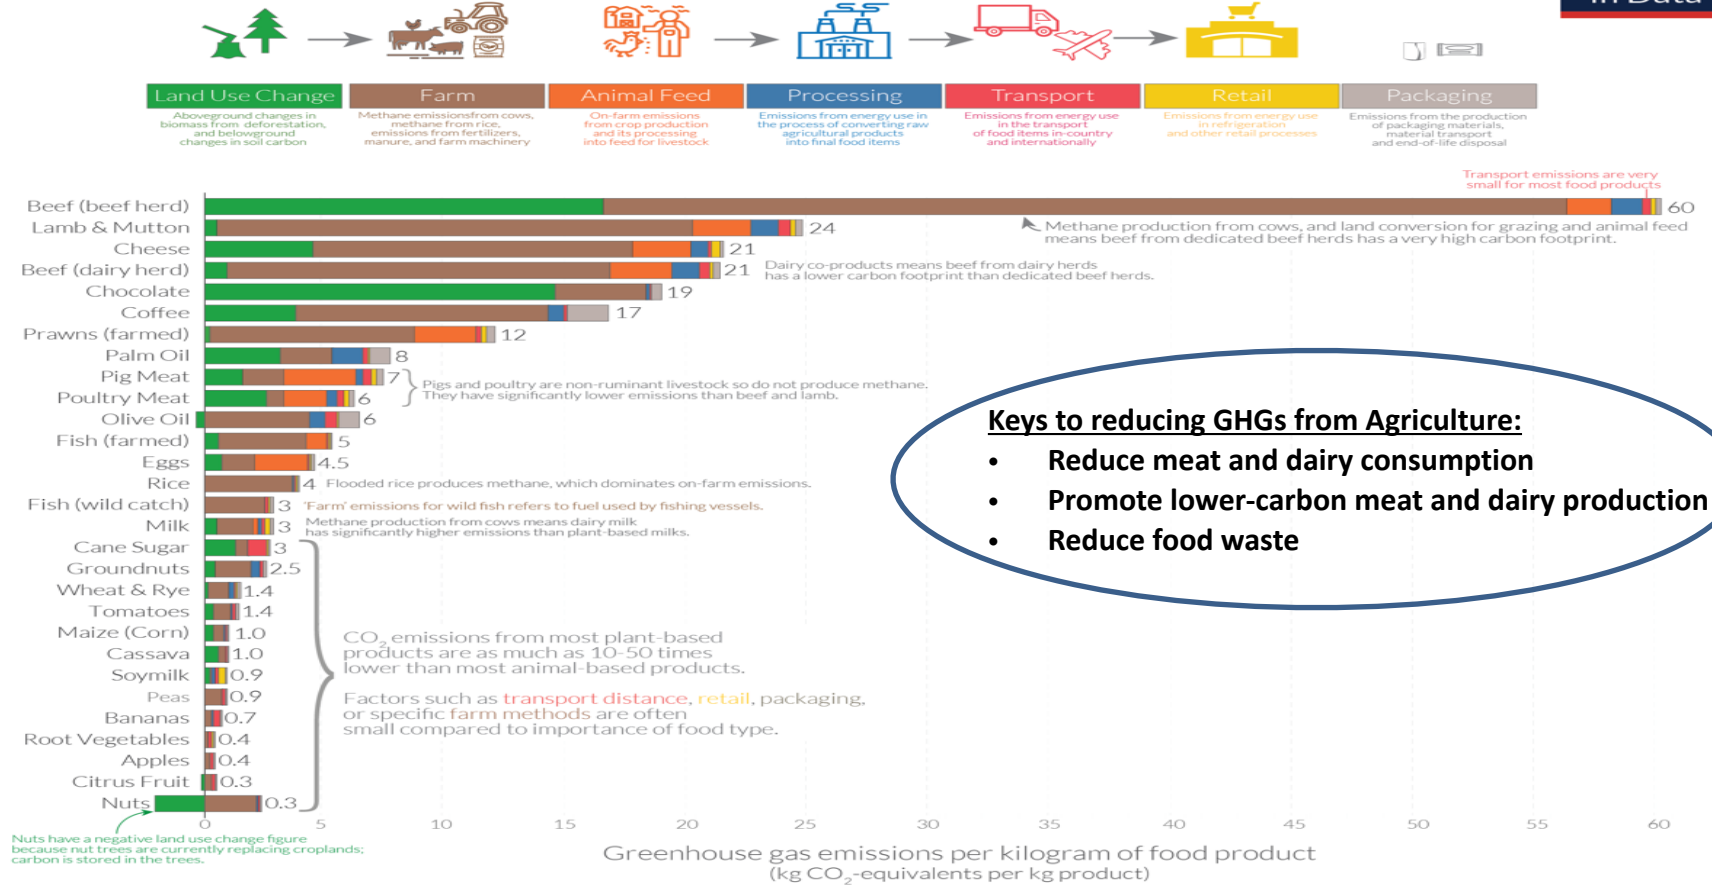 in Data
Land Use Change
Farm
Animal Feed
Processing
Transport
Retail
Packaging
Aboveground changes in
biomass from deforestation,
and belowground
changes in soil carbon
Methane emissionsfrom cows,
methane from rice,
emissions from fertilizers,
manure, and farm machinery
On-farm emissions
from crop production
and its processing
into feed for livestock
Emissions from energy use in
the process of converting raw
agricultural products
into final food items
Emissions from energy use
in the transport
of food items in-country
and internationally
Emissions from energy use
in refrigeration
and other retail processes
Emissions from the production
of packaging materials,
material transport
and end-of-life disposal
Transport emissions are very
small for most food products
Beef (beef herd) 60
Methane production from cows, and land conversion for grazing and animal feed
means beef from dedicated beef herds has a very high carbon footprint.
Lamb & Mutton 24
Cheese 21
Beef (dairy herd) 21
Dairy co-products means beef from dairy herds
has a lower carbon footprint than dedicated beef herds.
Chocolate 19
Coffee 17
Prawns (farmed) 12
Palm Oil 8
Pig Meat 7
Pigs and poultry are non-ruminant livestock so do not produce methane.
They have significantly lower emissions than beef and lamb.
Poultry Meat 6
Olive Oil 6
Fish (farmed) 5
Eggs 4.5
Rice 4 Flooded rice produces methane, which dominates on-farm emissions.
Fish (wild catch) 3 'Farm' emissions for wild fish refers to fuel used by fishing vessels.
Milk 3
Methane production from cows means dairy milk
has significantly higher emissions than plant-based milks.
Cane Sugar 3
Groundnuts 2.5
Wheat & Rye 1.4
Tomatoes 1.4
Maize (Corn) 1.0
Cassava 1.0
Soymilk 0.9
Peas 0.9
Bananas 0.7
Root Vegetables 0.4
Apples 0.4
Citrus Fruit 0.3
Nuts 0.3
CO₂ emissions from most plant-based
products are as much as 10-50 times
lower than most animal-based products.
Factors such as transport distance, retail, packaging,
or specific farm methods are often
small compared to importance of food type.
Keys to reducing GHGs from Agriculture:
• Reduce meat and dairy consumption
• Promote lower-carbon meat and dairy production
• Reduce food waste
0 5 10 15 20 25 30 35 40 45 50 55 60
Nuts have a negative land use change figure
because nut trees are currently replacing croplands;
carbon is stored in the trees.
Greenhouse gas emissions per kilogram of food product
(kg CO₂-equivalents per kg product)